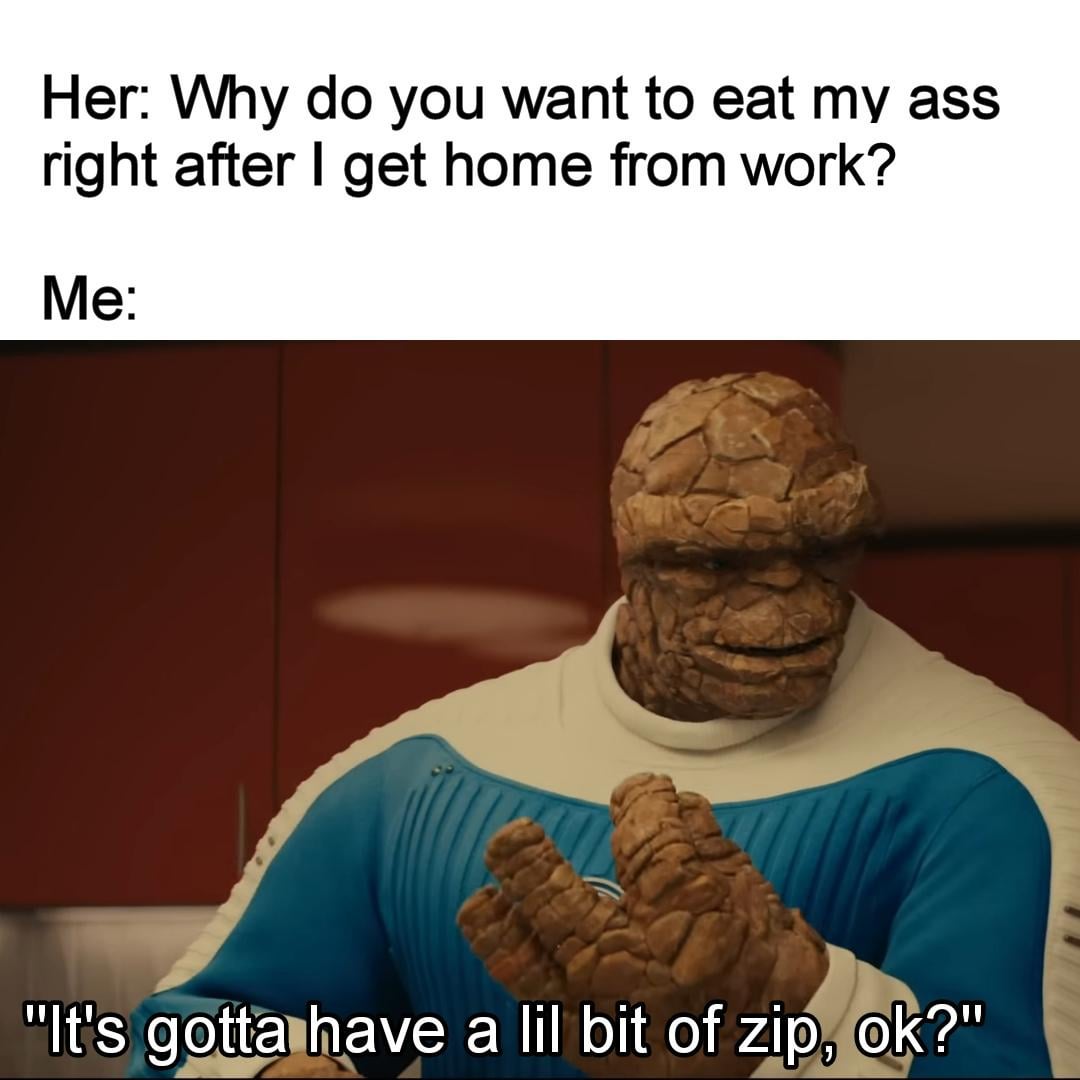 Her: Why do you want to eat my ass
right after I get home from work?
Me:
"It's gotta have a lil bit of zip, ok?"